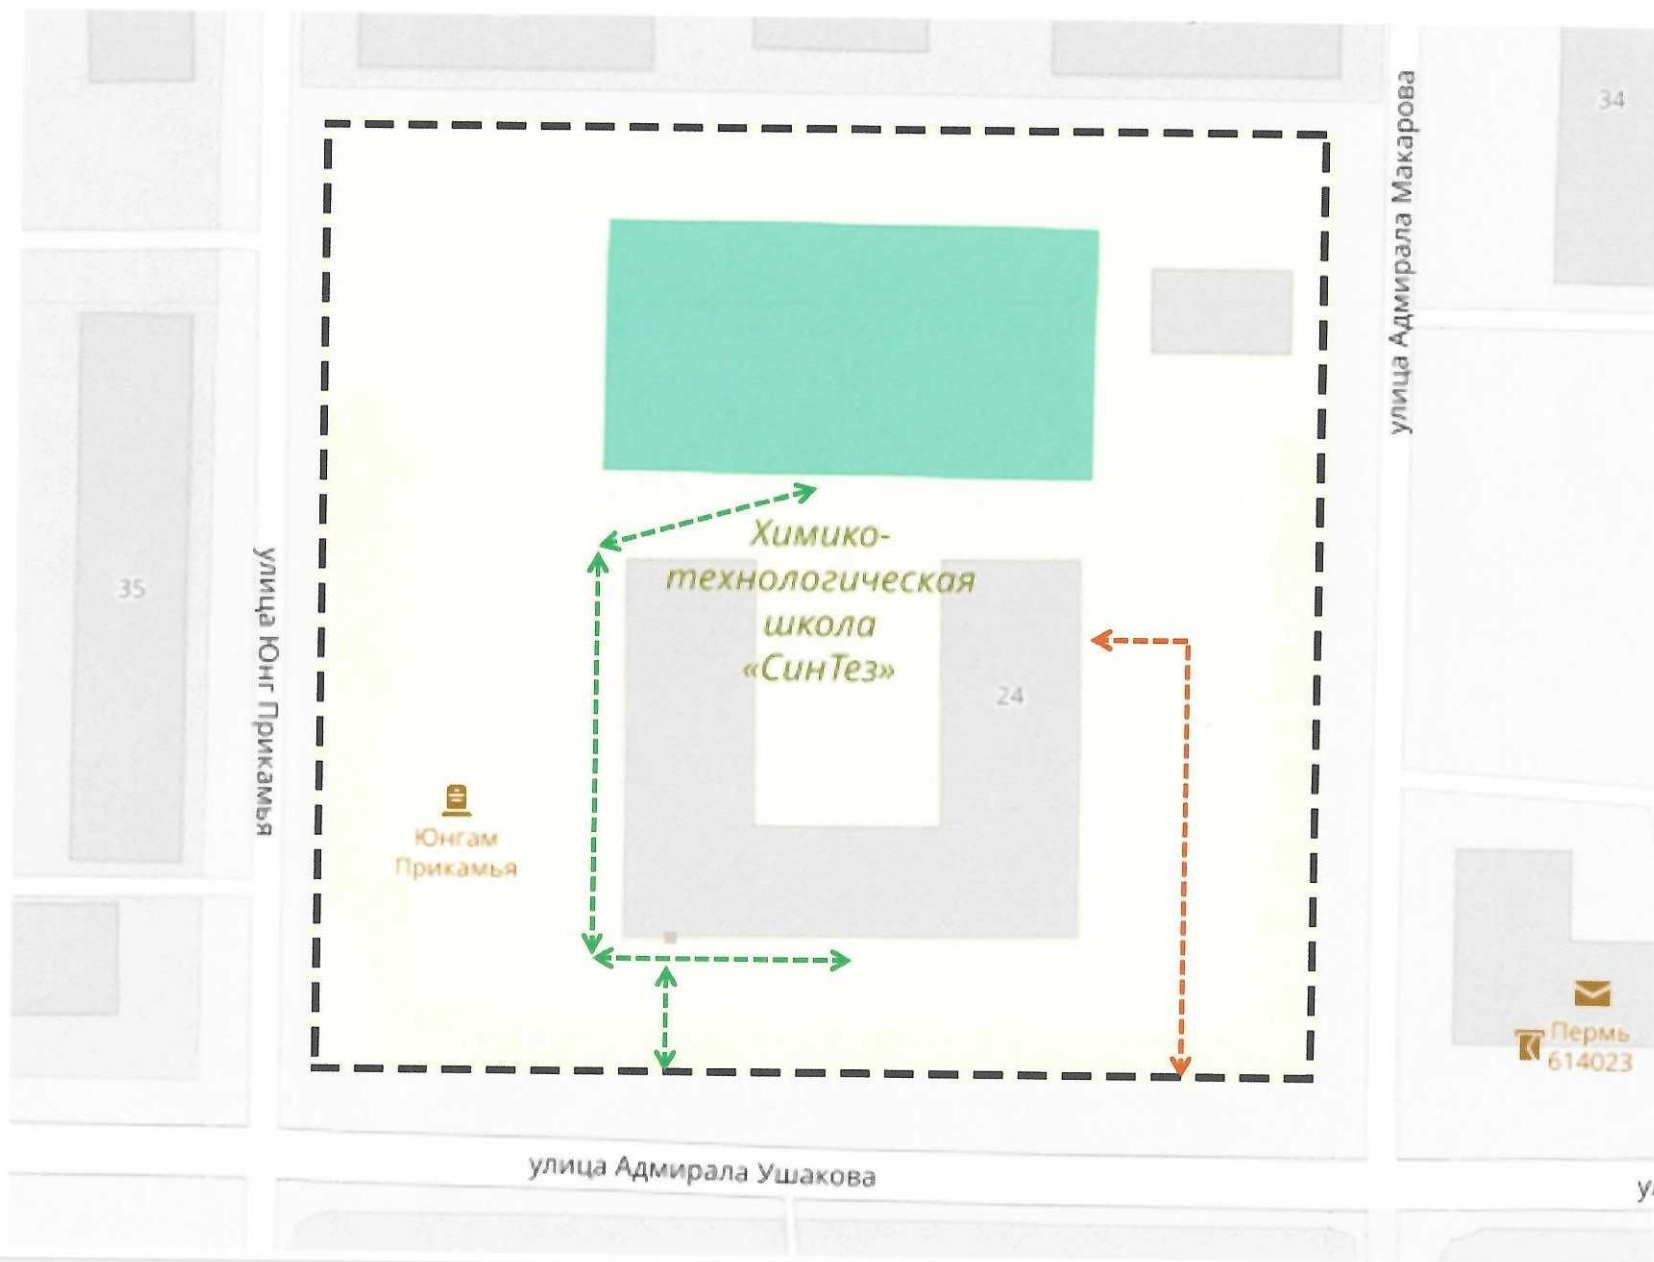 34
улица Адмирала Макарова
Химико-
технологическая
школа
«СинТез»
35
24
улица Юнг Прикамья
Юнгам
Прикамья
Пермь
614023
улица Адмирала Ушакова